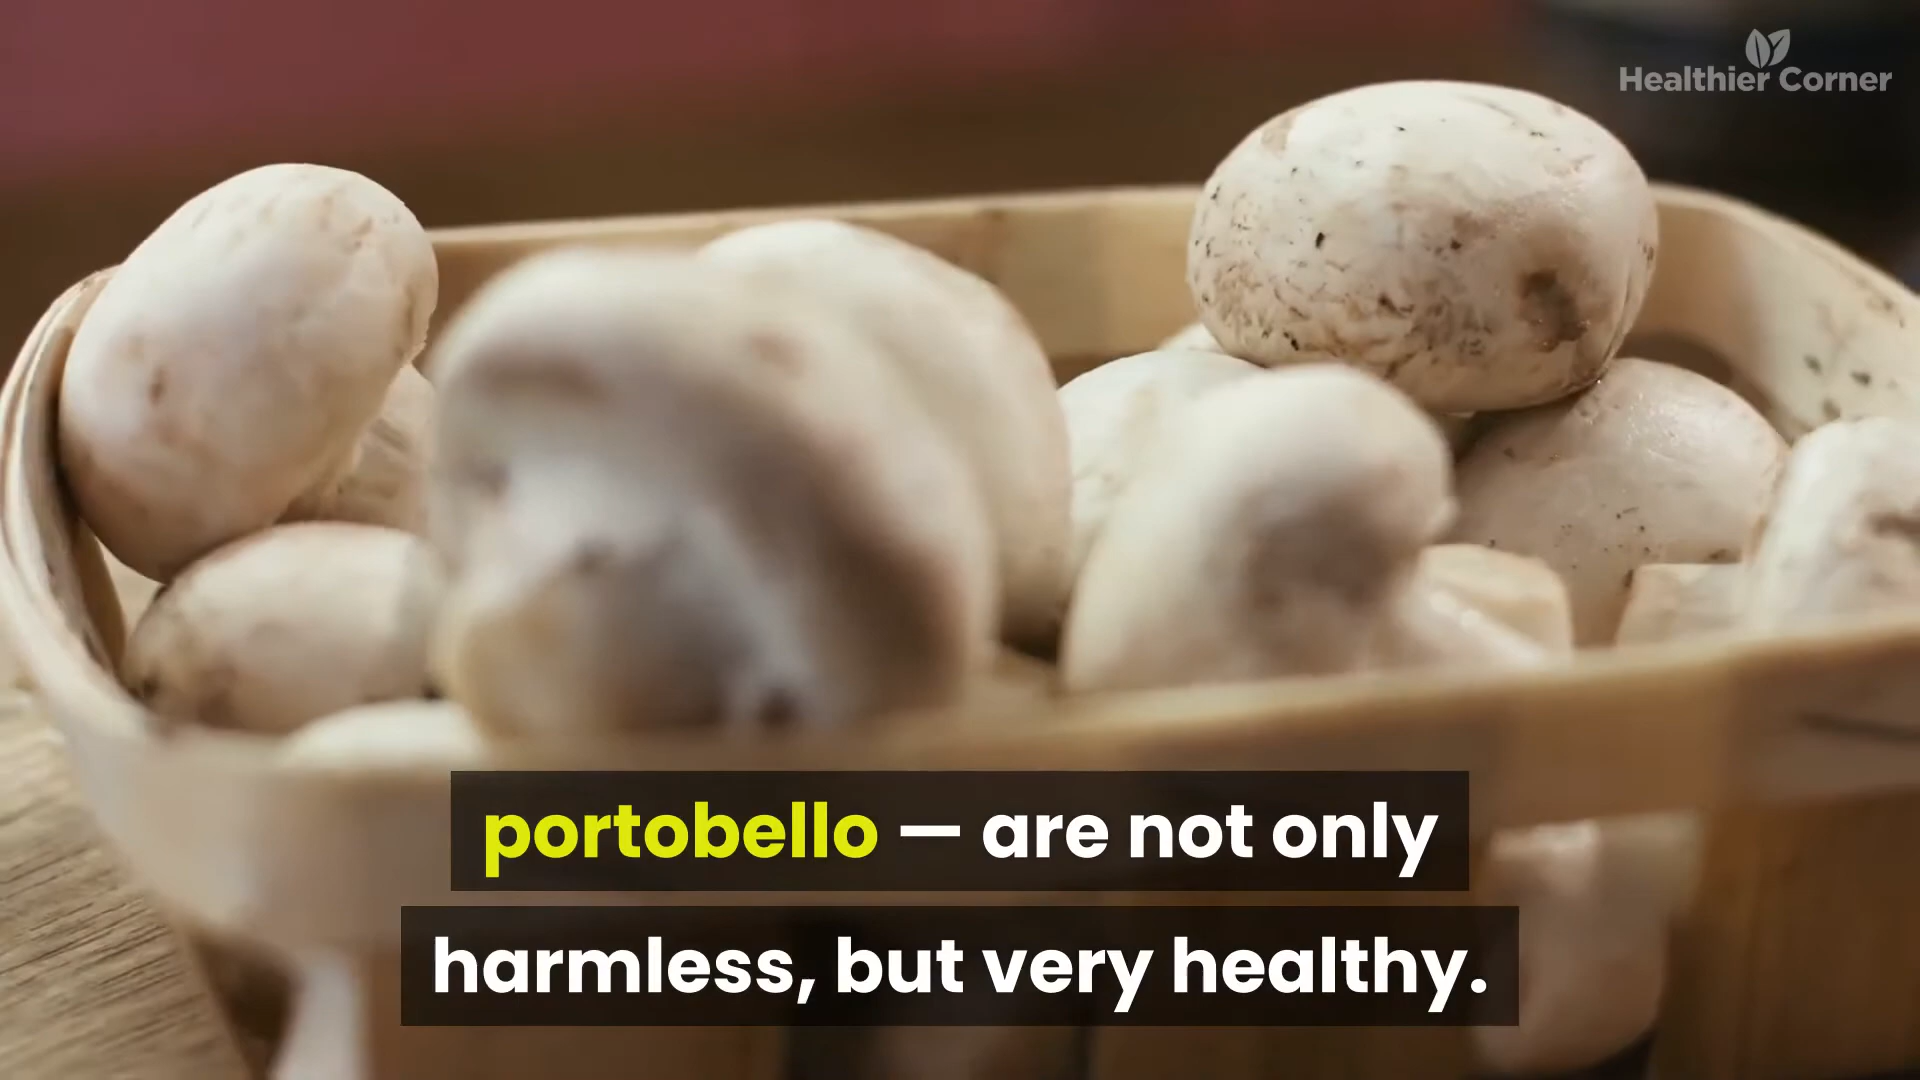 Healthier Corner
portobello — are not only
harmless, but very healthy.